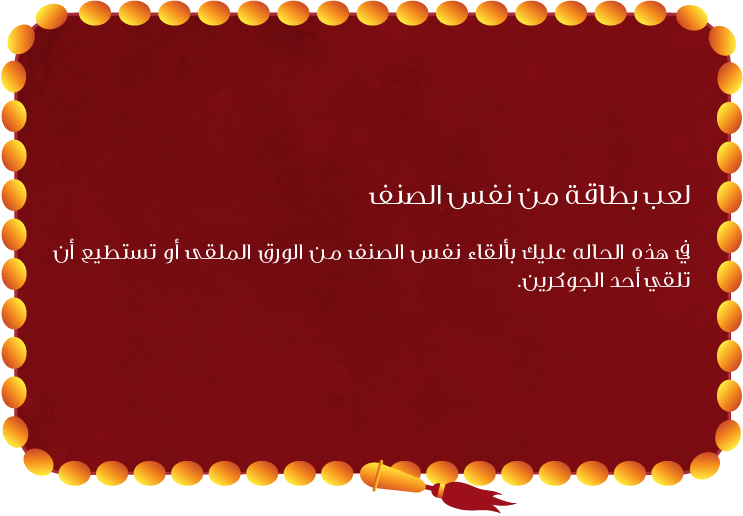 لعب بطاقة من نفس الصنف
في هذه الحاله عليك بألقاء نفس الصنف من الورق الملقى أو تستطيع أن
تلقي أحد الجوكرين.